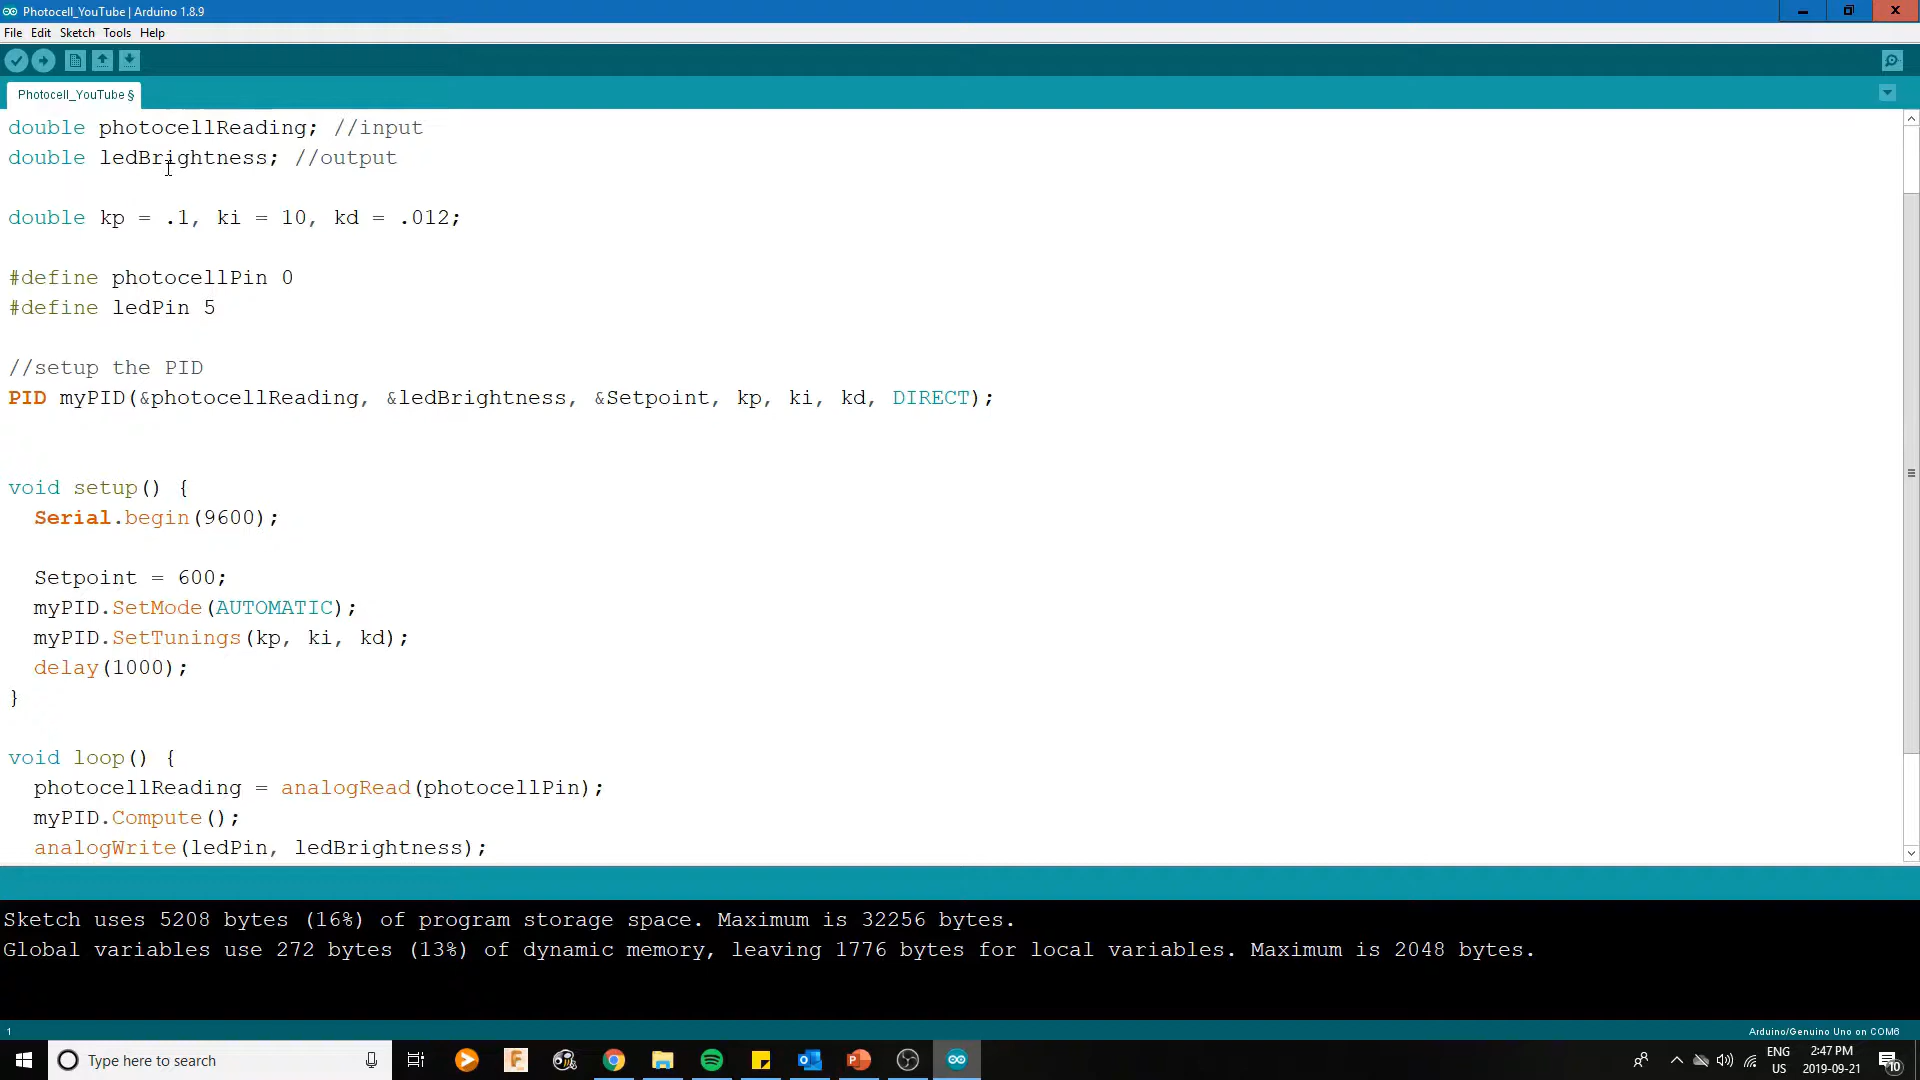 Photocell_YouTube | Arduino 1.8.9
File Edit Sketch Tools Help
Photocell_YouTube §
double photocellReading; //input
double ledBrightness; //output
double kp = .1, ki = 10, kd = .012;
#define photocellPin 0
#define ledPin 5
//setup the PID
PID myPID(&photocellReading, &ledBrightness, &Setpoint, kp, ki, kd, DIRECT);
void setup() {
Serial.begin(9600);
Setpoint = 600;
myPID.SetMode(AUTOMATIC);
myPID.SetTunings(kp, ki, kd);
delay(1000);
}
void loop() {
photocellReading = analogRead(photocellPin);
myPID.Compute();
analogWrite(ledPin, ledBrightness);
Sketch uses 5208 bytes (16%) of program storage space. Maximum is 32256 bytes.
Global variables use 272 bytes (13%) of dynamic memory, leaving 1776 bytes for local variables. Maximum is 2048 bytes.
1
Arduino/Genuino Uno on COM6
Type here to search
ENG
US
2:47 PM
2019-09-21
10